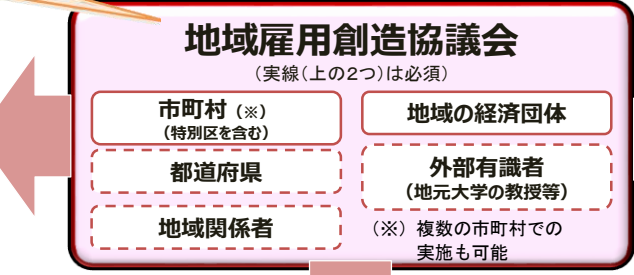 地域雇用創造協議会
(実線(上の2つ)は必須)
市町村(※)
(特別区を含む)
地域の経済団体
都道府県
外部有識者
(地元大学の教授等)
地域関係者
(※)複数の市町村での
実施も可能